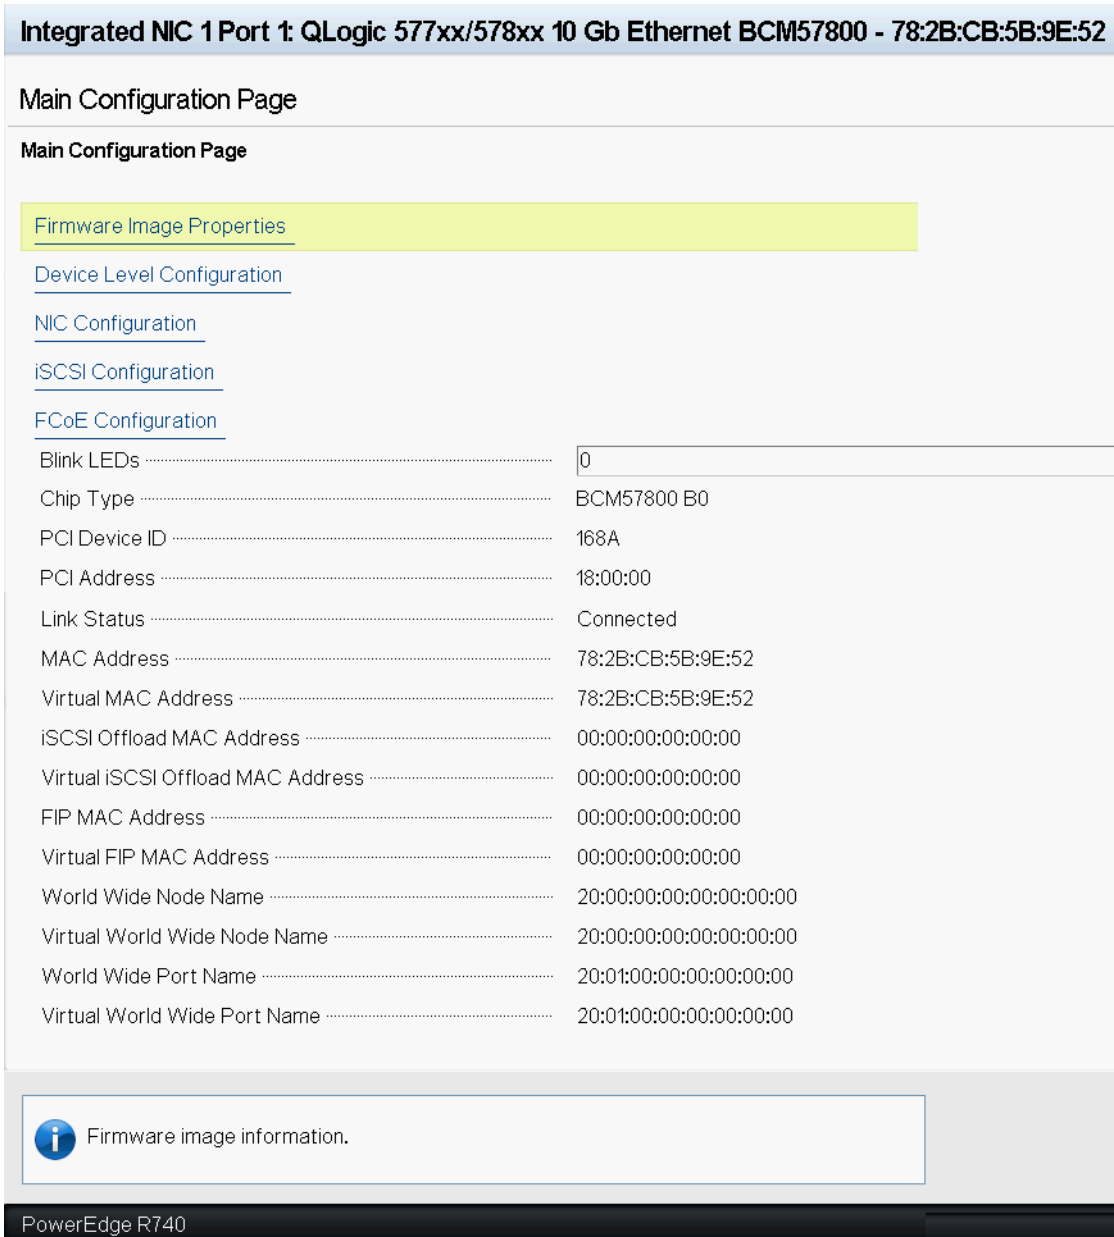 Integrated NIC 1 Port 1: QLogic 577xx/578xx 10 Gb Ethernet BCM57800 - 78:2B:CB:5B:9E:52
Main Configuration Page
Main Configuration Page
Firmware Image Properties
Device Level Configuration
NIC Configuration
iSCSI Configuration
FCoE Configuration
Blink LEDs 0
Chip Type BCM57800 B0
PCI Device ID 168A
PCI Address 18:00:00
Link Status Connected
MAC Address 78:2B:CB:5B:9E:52
Virtual MAC Address 78:2B:CB:5B:9E:52
iSCSI Offload MAC Address 00:00:00:00:00:00
Virtual iSCSI Offload MAC Address 00:00:00:00:00:00
FIP MAC Address 00:00:00:00:00:00
Virtual FIP MAC Address 00:00:00:00:00:00
World Wide Node Name 20:00:00:00:00:00:00:00
Virtual World Wide Node Name 20:00:00:00:00:00:00:00
World Wide Port Name 20:01:00:00:00:00:00:00
Virtual World Wide Port Name 20:01:00:00:00:00:00:00
Firmware image information.
PowerEdge R740